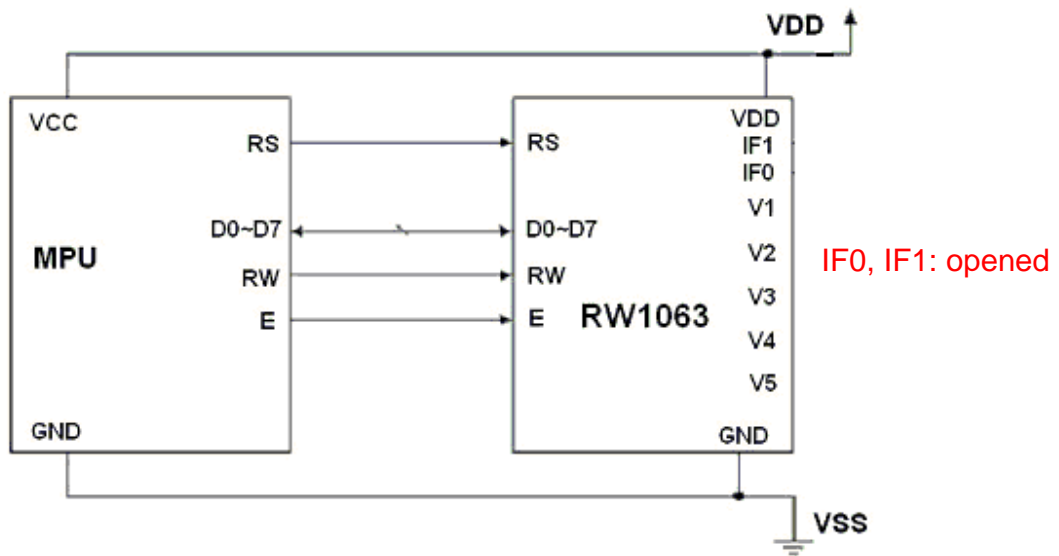 VDD
VCC
RS
D0~D7
MPU
RW
E
GND
RS
D0~D7
RW
E
RW1063
VDD
IF1
IF0
V1
V2
V3
V4
V5
GND
IF0, IF1: opened
VSS